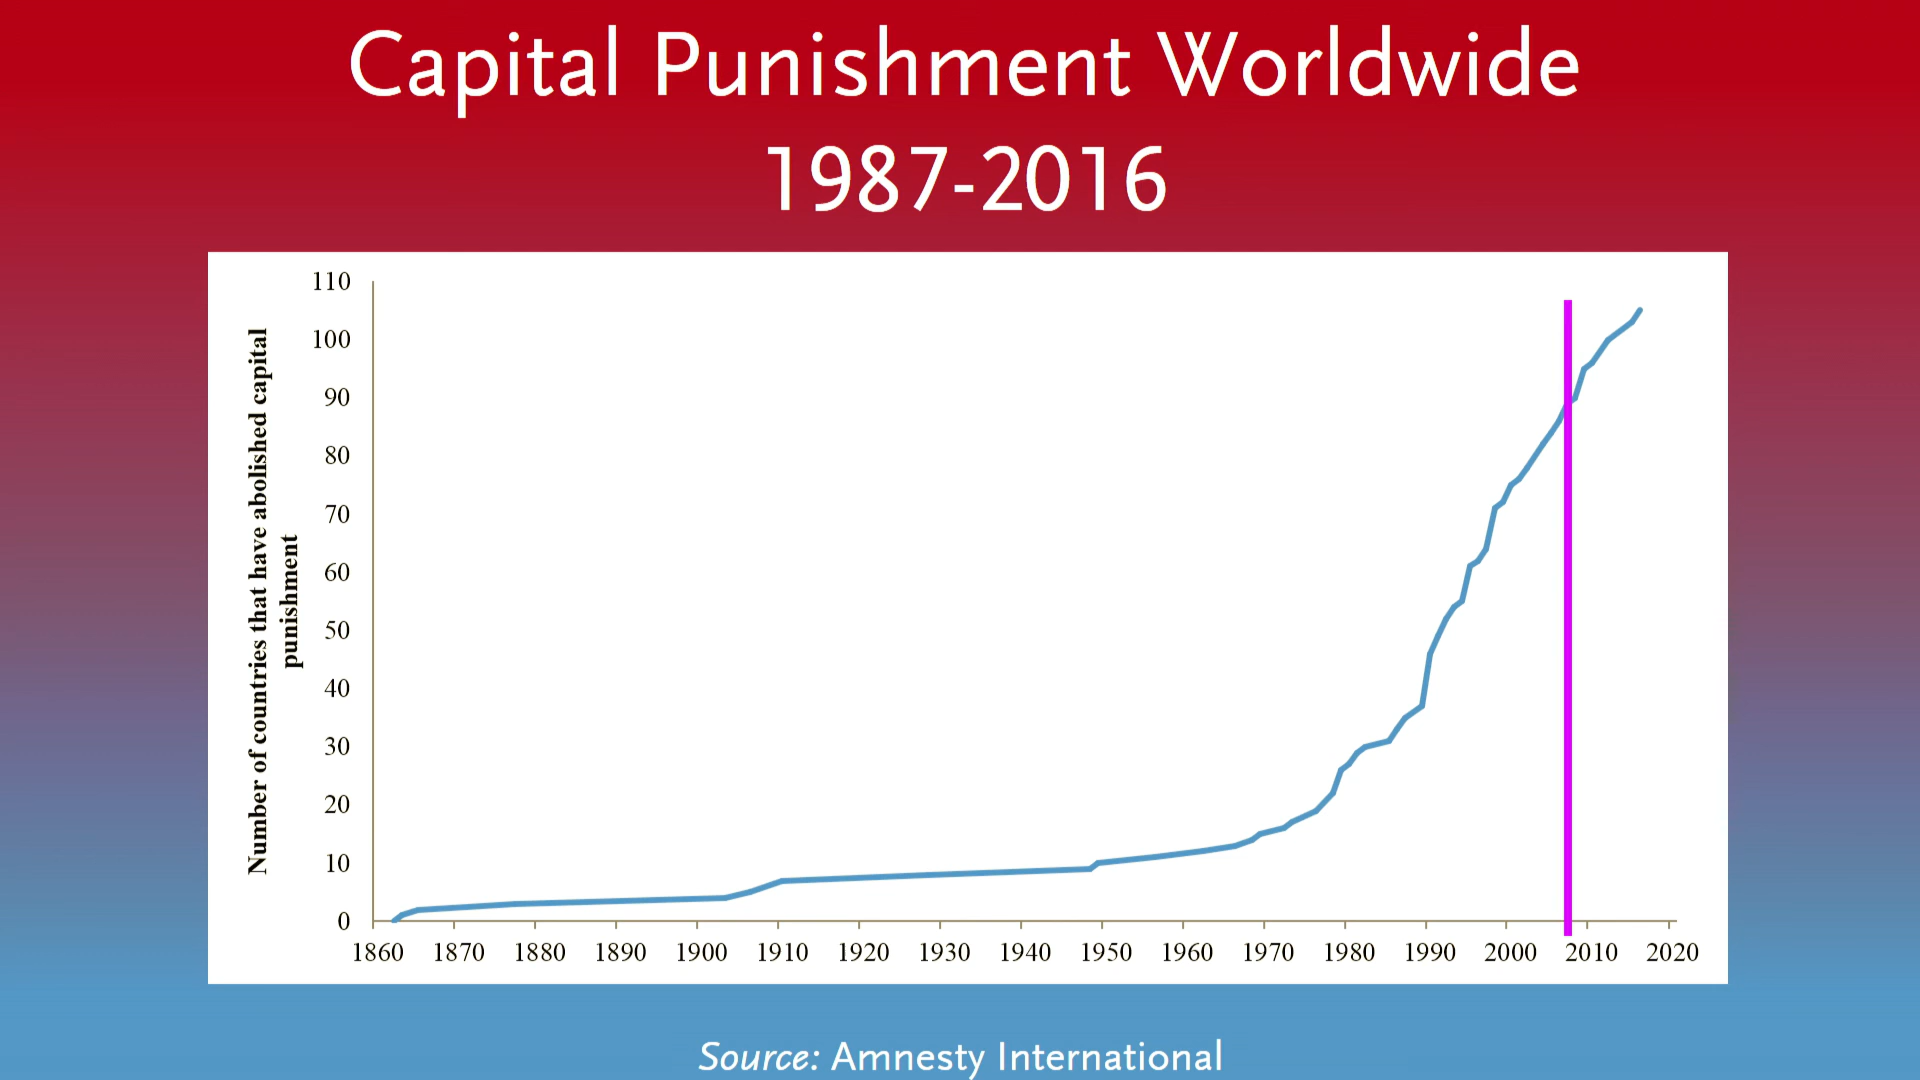 Capital Punishment Worldwide
1987-2016
Number of countries that have abolished capital
punishment
110
100
90
80
70
60
50
40
30
20
10
0
1860 1870 1880 1890 1900 1910 1920 1930 1940 1950 1960 1970 1980 1990 2000 2010 2020
Source: Amnesty International